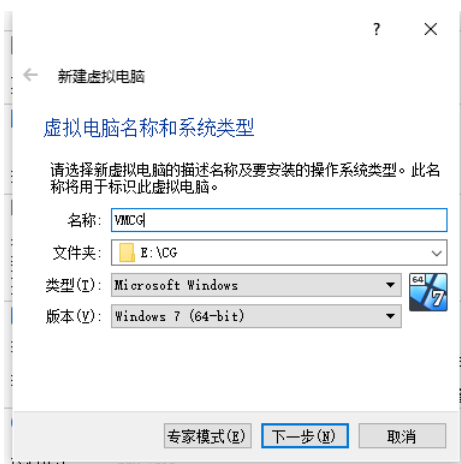 ?
新建虚拟电脑
虚拟电脑名称和系统类型
请选择新虚拟电脑的描述名称及要安装的操作系统类型。此名
称将用于标识此虚拟电脑。
名称: VMCG
文件夹: E:\CG
类型(T): Microsoft Windows
64
7
版本(V): Windows 7 (64-bit)
专家模式(E) 下一步(N) 取消